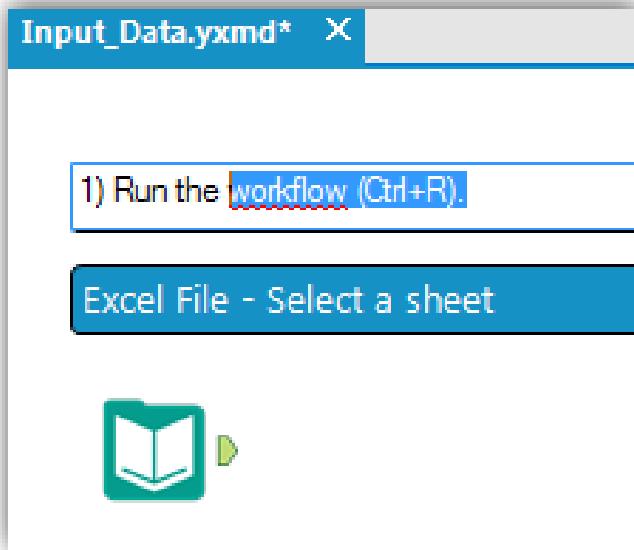 Input_Data.yxmd* X
1) Run the workflow (Ctrl+R).
Excel File - Select a sheet